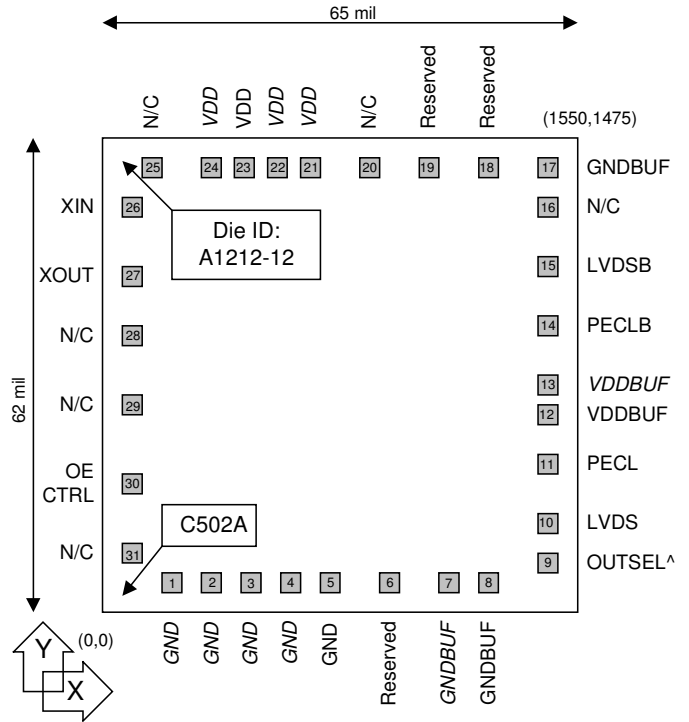 65 mil
N/C
VDD
VDD
VDD
VDD
N/C
Reserved
Reserved
(1550,1475)
25
24
23
22
21
20
19
18
17
GNDBUF
XIN
26
16
N/C
Die ID:
A1212-12
XOUT
27
15
LVDSB
N/C
28
14
PECLB
62 mil
13
VDDBUF
N/C
29
12
VDDBUF
OE
CTRL
30
11
PECL
C502A
10
LVDS
N/C
31
9
OUTSEL^
1
2
3
4
5
6
7
8
GND
GND
GND
GND
GND
Reserved
GNDBUF
GNDBUF
(0,0)
Y
X